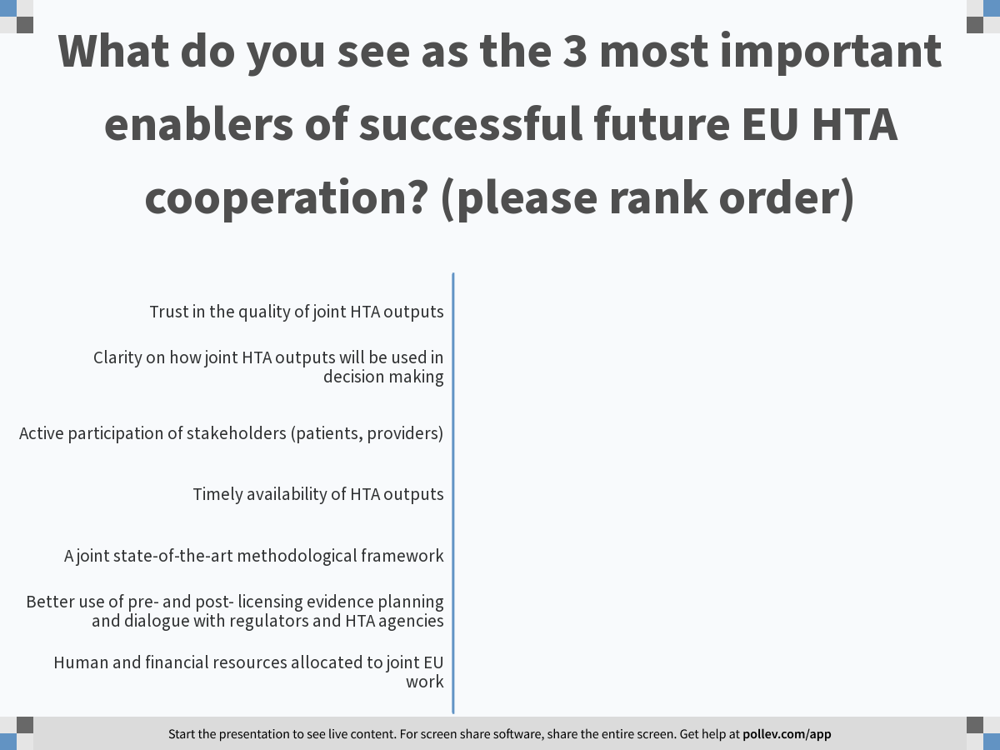 What do you see as the 3 most important
enablers of successful future EU HTA
cooperation? (please rank order)
Trust in the quality of joint HTA outputs
Clarity on how joint HTA outputs will be used in
decision making
Active participation of stakeholders (patients, providers)
Timely availability of HTA outputs
A joint state-of-the-art methodological framework
Better use of pre- and post- licensing evidence planning
and dialogue with regulators and HTA agencies
Human and financial resources allocated to joint EU
work
Start the presentation to see live content. For screen share software, share the entire screen. Get help at pollev.com/app